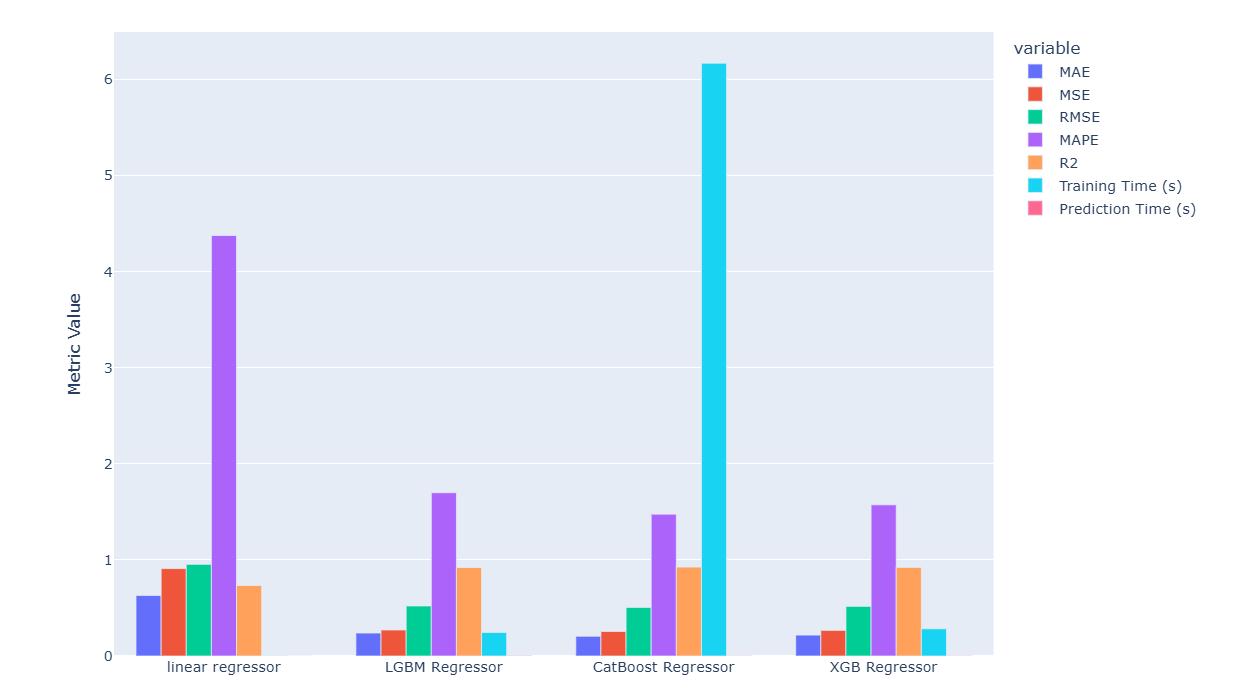 variable
MAE
MSE
RMSE
MAPE
R2
Training Time (s)
Prediction Time (s)
Metric Value
6
5
4
3
2
1
0
linear regressor LGBM Regressor CatBoost Regressor XGB Regressor